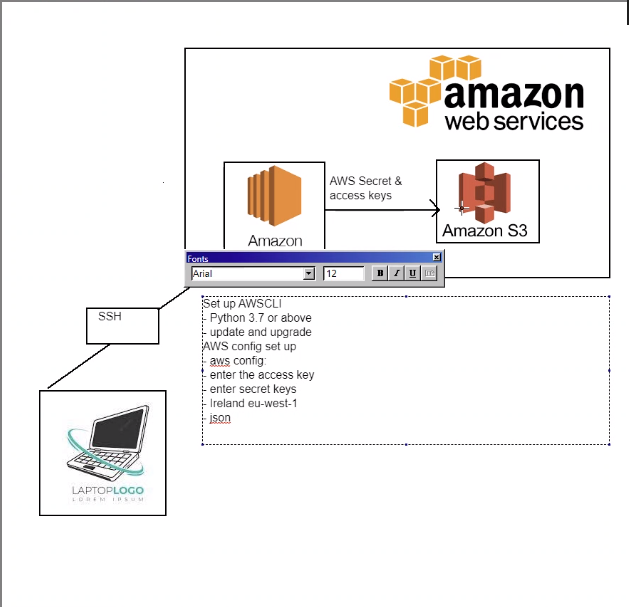 amazon
web services
AWS Secret &
access keys
Amazon
Amazon S3
Fonts
Arial
12
B I U
SSH
Set up AWSCLI
- Python 3.7 or above
- update and upgrade
AWS config set up
- aws config:
- enter the access key
- enter secret keys
- Ireland eu-west-1
- json
LAPTOPLOGO
LOREM IPSUM